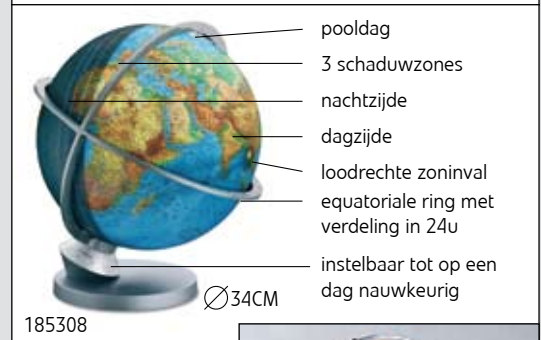 pooldag
3 schaduwzones
nachtzijde
dagzijde
loodrechte zoninval
equatoriale ring met
verdeling in 24u
instelbaar tot op een
dag nauwkeurig
∅34CM
185308